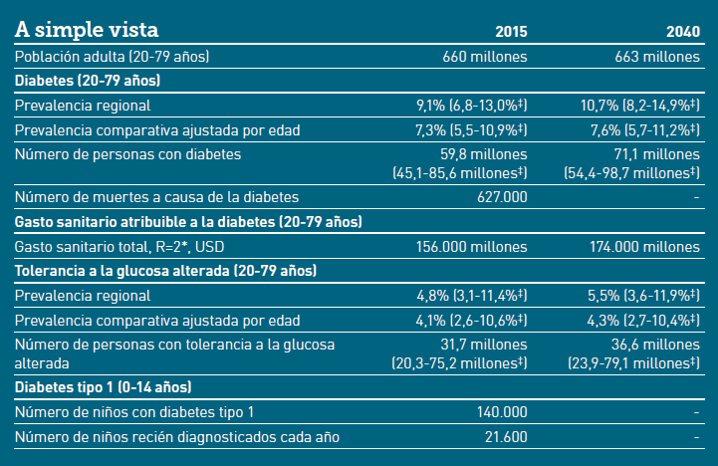 A simple vista 2015 2040
Población adulta (20-79 años) 660 millones 663 millones
Diabetes (20-79 años)
Prevalencia regional 9,1% (6,8-13,0%‡) 10,7% (8,2-14,9%‡)
Prevalencia comparativa ajustada por edad 7,3% (5,5-10,9%‡) 7,6% (5,7-11,2%‡)
Número de personas con diabetes 59,8 millones 71,1 millones
(45,1-85,6 millones‡) (54,4-98,7 millones‡)
Número de muertes a causa de la diabetes 627.000 -
Gasto sanitario atribuible a la diabetes (20-79 años)
Gasto sanitario total, R=2*, USD 156.000 millones 174.000 millones
Tolerancia a la glucosa alterada (20-79 años)
Prevalencia regional 4,8% (3,1-11,4%‡) 5,5% (3,6-11,9%‡)
Prevalencia comparativa ajustada por edad 4,1% (2,6-10,6%‡) 4,3% (2,7-10,4%‡)
Número de personas con tolerancia a la glucosa 31,7 millones 36,6 millones
alterada (20,3-75,2 millones‡) (23,9-79,1 millones‡)
Diabetes tipo 1 (0-14 años)
Número de niños con diabetes tipo 1 140.000 -
Número de niños recién diagnosticados cada año 21.600 -